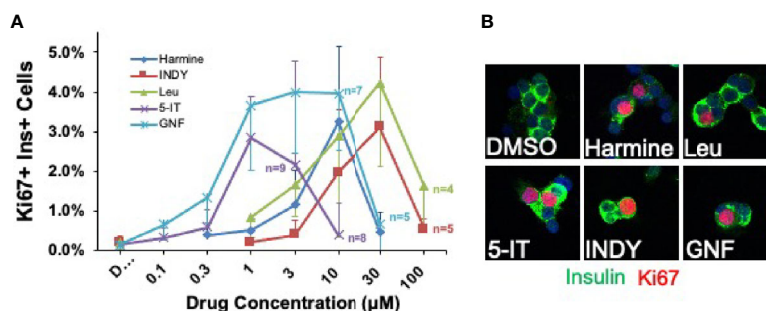 A
Ki67+ Ins+ Cells
5.0%
4.0%
3.0%
2.0%
1.0%
0.0%
Harmine
INDY
Leu
5-IT
GNF
n=7
n=9
n=8
n=5
n=4
n=5
D... 0.1 0.3 1 3 10 30 100
Drug Concentration (µM)
B
DMSO Harmine Leu
5-IT INDY GNF
Insulin Ki67